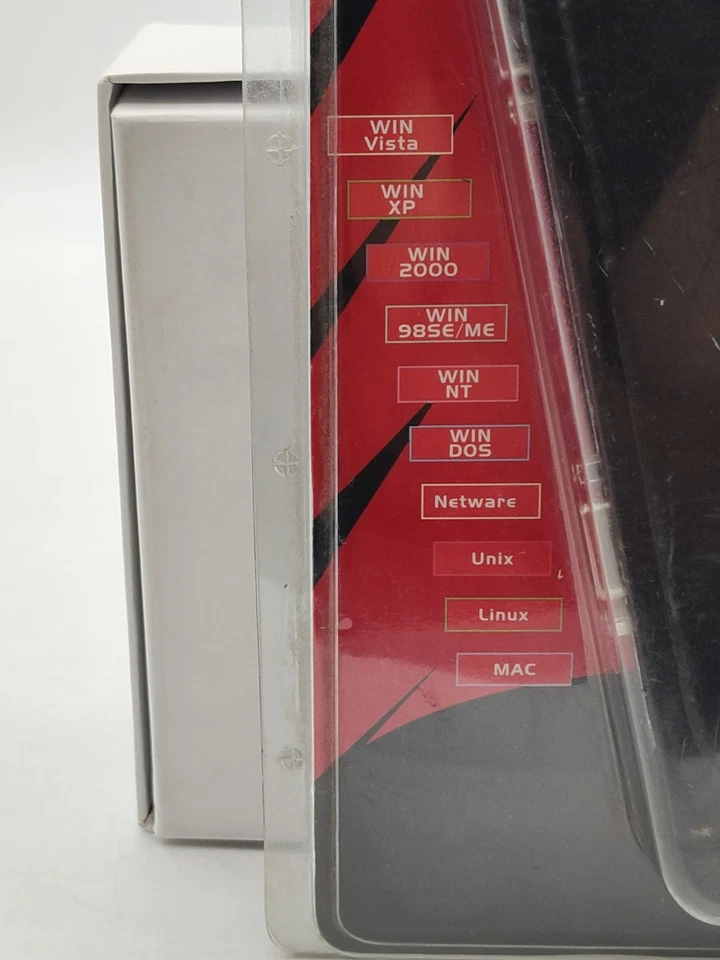 WIN
Vista
WIN
XP
WIN
2000
WIN
98SE/ME
WIN
NT
WIN
DOS
Netware
Unix
Linux
MAC